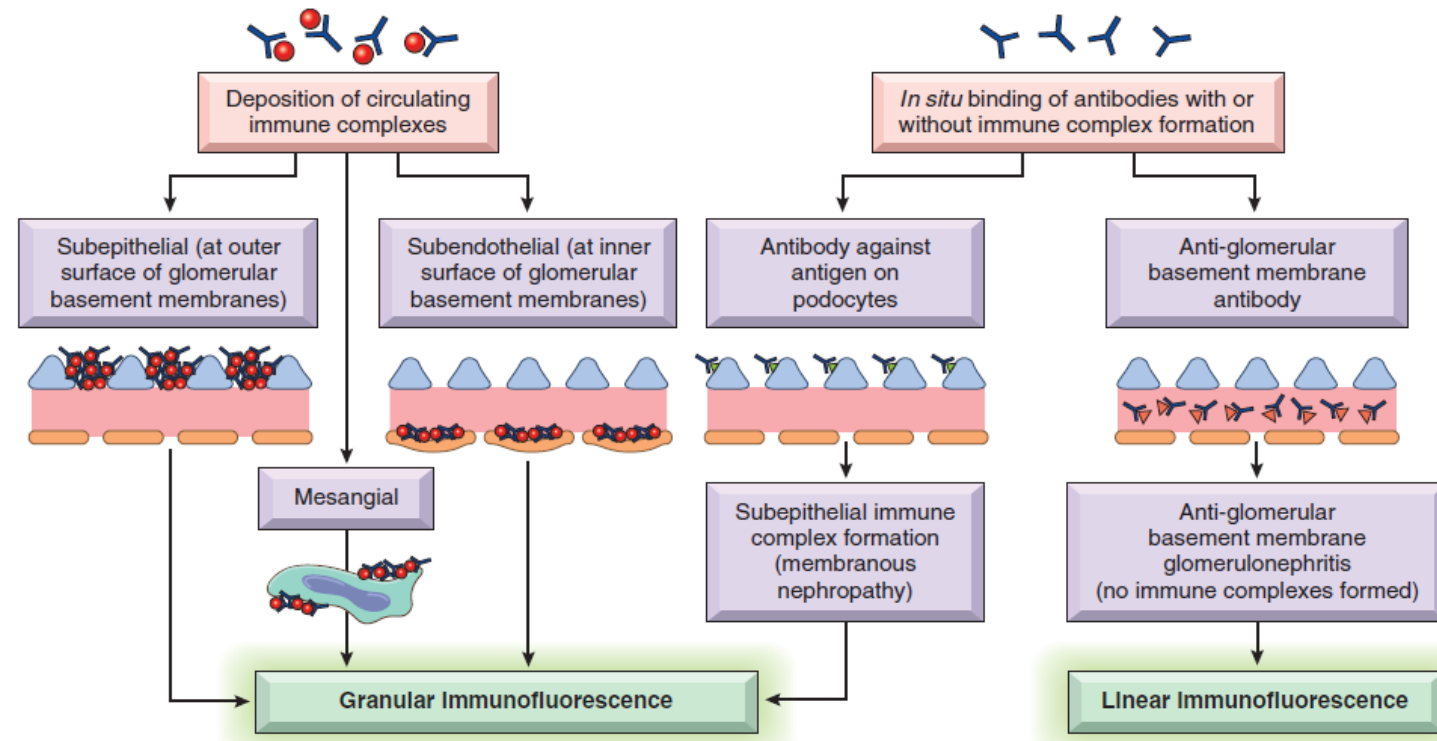 Deposition of circulating
immune complexes
In situ binding of antibodies with or
without immune complex formation
Subepithelial (at outer
surface of glomerular
basement membranes)
Subendothelial (at inner
surface of glomerular
basement membranes)
Antibody against
antigen on
podocytes
Anti-glomerular
basement membrane
antibody
Mesangial
Subepithelial immune
complex formation
(membranous
nephropathy)
Anti-glomerular
basement membrane
glomerulonephritis
(no immune complexes formed)
Granular Immunofluorescence
Linear Immunofluorescence